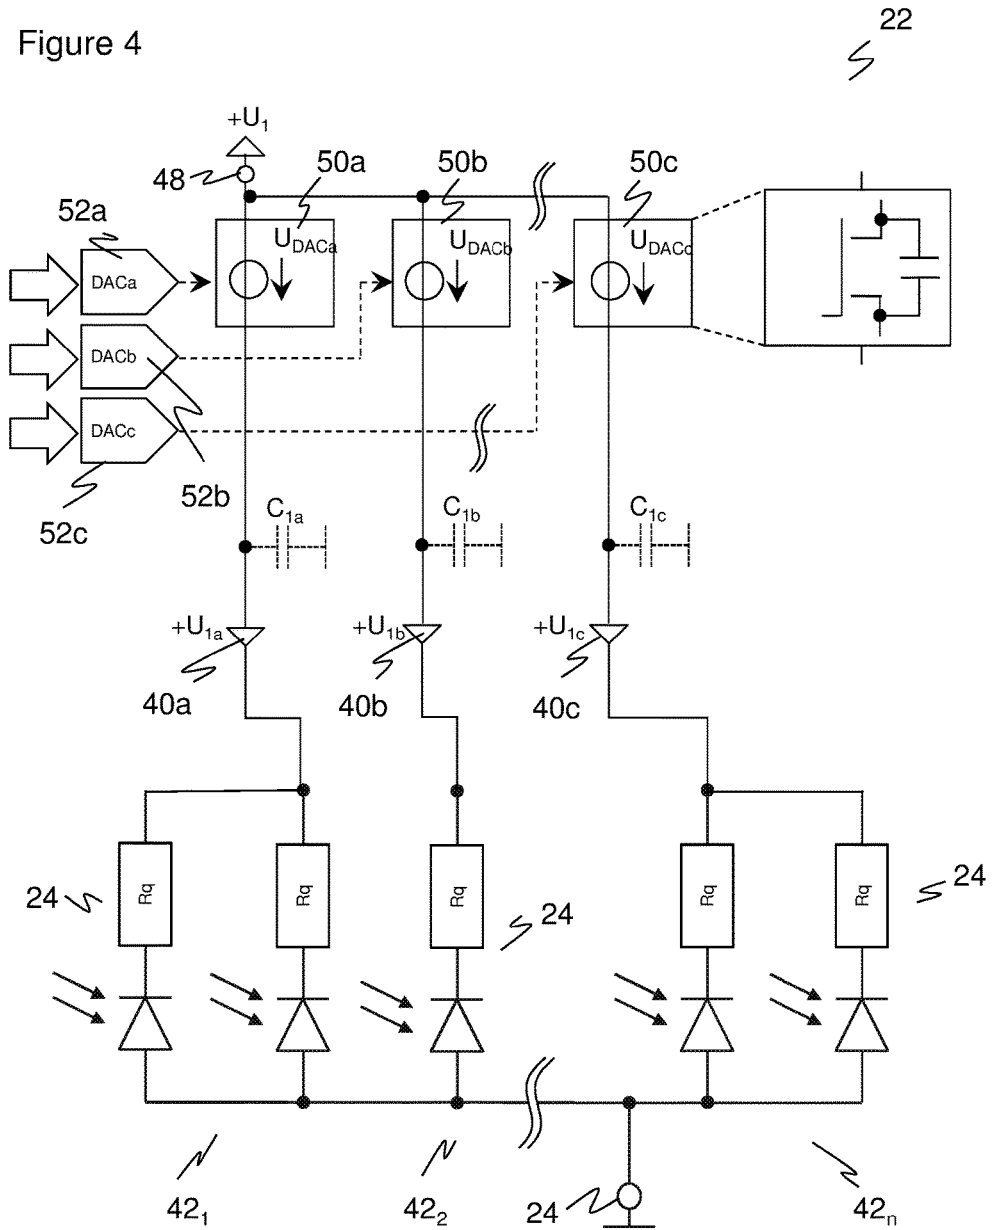 Figure 4
22
+U1
48
50a
50b
50c
52a
UDACa
UDACb
UDACc
DACa
DACb
DACc
52b
52c
C1a
C1b
C1c
+U1a
+U1b
+U1c
40a
40b
40c
24
Rq
Rq
Rq
24
Rq
Rq
24
421
422
24
42n